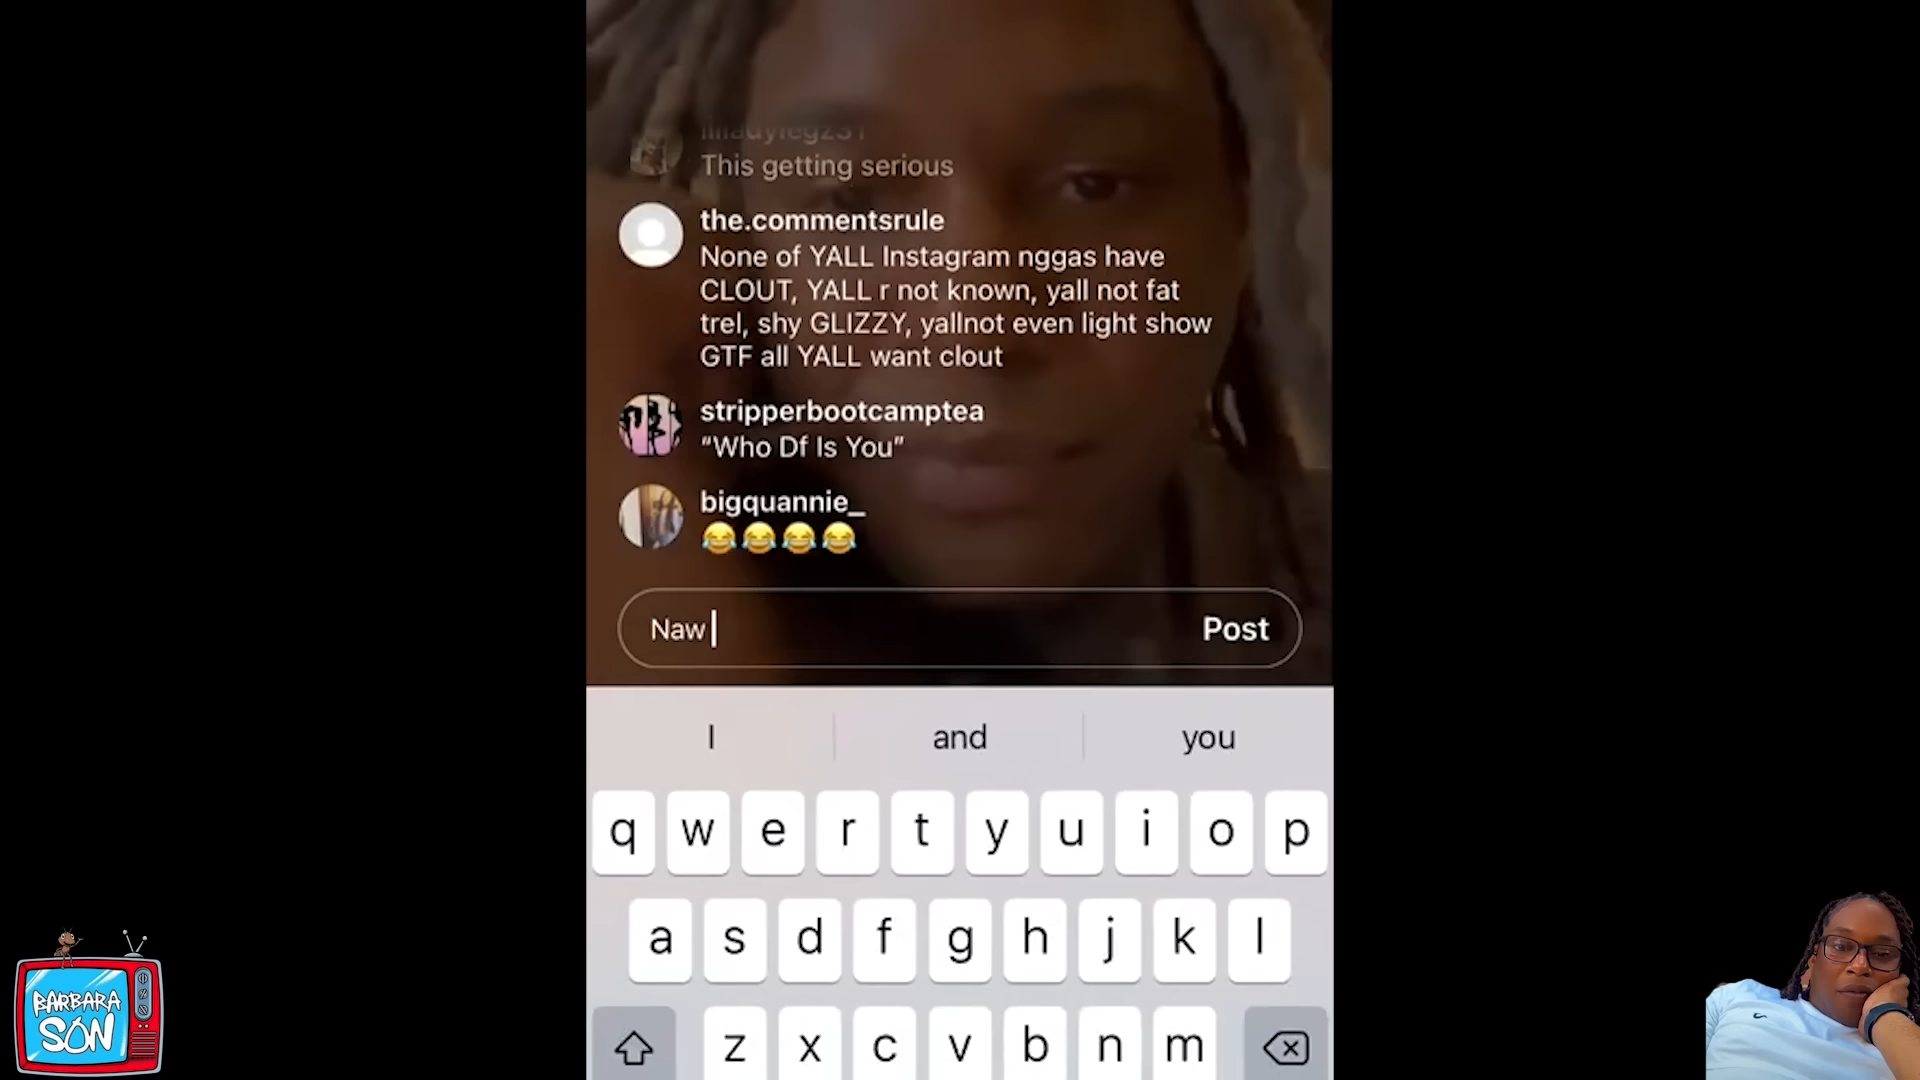 This getting serious
the.commentsrule
None of YALL Instagram nggas have
CLOUT, YALL r not known, yall not fat
trel, shy GLIZZY, yallnot even light show
GTF all YALL want clout
stripperbootcamptea
“Who Df Is You”
bigquannie_
😂😂😂😂
Naw
Post
I and you
q w e r t y u i o p
a s d f g h j k l
z x c v b n m
BARBARA
SON